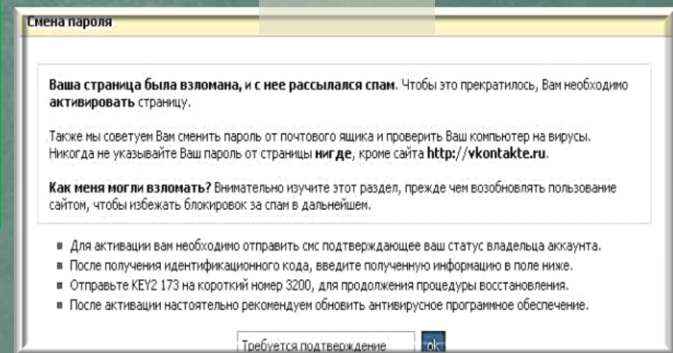 Смена пароля
Ваша страница была взломана, и с нее рассылался спам. Чтобы это прекратилось, Вам необходимо
активировать страницу.
Также мы советуем Вам сменить пароль от почтового ящика и проверить Ваш компьютер на вирусы.
Никогда не указывайте Ваш пароль от страницы нигде, кроме сайта http://vkontakte.ru.
Как меня могли взломать? Внимательно изучите этот раздел, прежде чем возобновлять пользование
сайтом, чтобы избежать блокировок за спам в дальнейшем.
Для активации вам необходимо отправить смс подтверждающее ваш статус владельца аккаунта.
После получения идентификационного кода, введите полученную информацию в поле ниже.
Отправьте KEY2 173 на короткий номер 3200, для продолжения процедуры восстановления.
После активации настоятельно рекомендуем обновить антивирусное программное обеспечение.
Требуется подтверждение ok